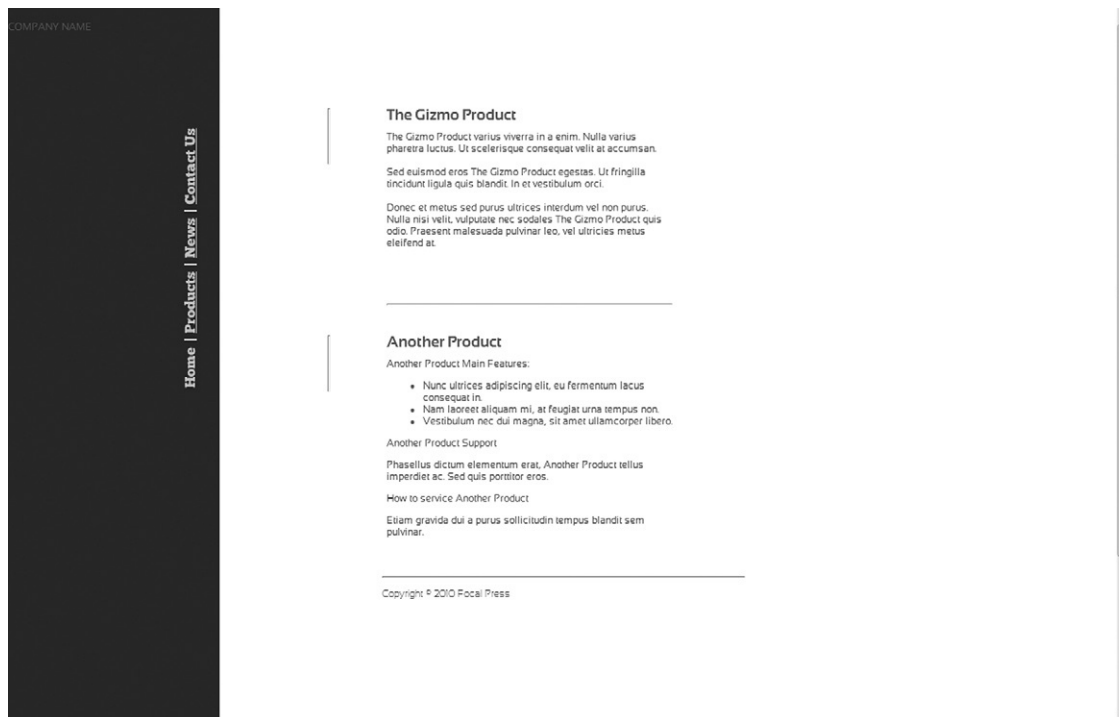 COMPANY NAME
Home | Products | News | Contact Us
The Gizmo Product
The Gizmo Product varius viverra in a enim. Nulla varius
pharetra luctus. Ut scelerisque consequat velit at accumsan.
Sed euismod eros The Gizmo Product egestas. Ut fringilla
tincidunt ligula quis blandit. In et vestibulum orci.
Donec et metus sed purus ultrices interdum vel non purus.
Nulla nisi velit, vulputate nec sodales The Gizmo Product quis
odio. Praesent malesuada pulvinar leo, vel ultricies metus
eleifend at.
Another Product
Another Product Main Features:
• Nunc ultrices adipiscing elit, eu fermentum lacus
consequat in.
• Nam laoreet aliquam mi, at feugiat urna tempus non.
• Vestibulum nec dui magna, sit amet ullamcorper libero.
Another Product Support
Phasellus dictum elementum erat, Another Product tellus
imperdiet ac. Sed quis porttitor eros.
How to service Another Product
Etiam gravida dui a purus sollicitudin tempus blandit sem
pulvinar.
Copyright © 2010 Focal Press